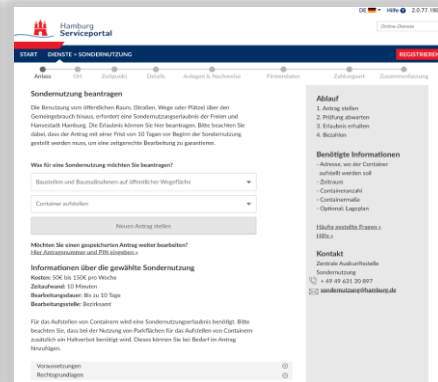 DE Hilfe 2.0.77.190
Hamburg
Serviceportal
Online-Dienste
START DIENSTE > SONDERNUTZUNG REGISTRIEREN
Anlass Ort Zeitpunkt Details Anlagen & Nachweise Firmendaten Zahlungsart Zusammenfassung
Sondernutzung beantragen
Die Benutzung vom öffentlichen Raum, (Straßen, Wege oder Plätze) über den
Gemeingebrauch hinaus, erfordert eine Sondernutzungserlaubnis der Freien und
Hansestadt Hamburg. Die Erlaubnis können Sie hier beantragen. Bitte beachten Sie
dabei, dass der Antrag mit einer Frist von 10 Tagen vor Beginn der Sondernutzung
gestellt werden muss, um eine zeitgerechte Bearbeitung zu garantieren.
Was für eine Sondernutzung möchten Sie beantragen?
Baustellen und Baumaßnahmen auf öffentlicher Wegefläche
Container aufstellen
Neuen Antrag stellen
Möchten Sie einen gespeicherten Antrag weiter bearbeiten?
Hier Antragsnummer und PIN eingeben »
Informationen über die gewählte Sondernutzung
Kosten: 50€ bis 150€ pro Woche
Zeitaufwand: 10 Minuten
Bearbeitungsdauer: Bis zu 10 Tage
Bearbeitungsstelle: Bezirksamt
Für das Aufstellen von Containern wird eine Sondernutzungserlaubnis benötigt. Bitte
beachten Sie, dass bei der Nutzung von Parkflächen für das Aufstellen von Containern
zusätzlich ein Haltverbot benötigt wird. Dieses können Sie bei Bedarf im Antrag
hinzufügen.
Voraussetzungen
Rechtsgrundlagen
Ablauf
1. Antrag stellen
2. Prüfung abwarten
3. Erlaubnis erhalten
4. Bezahlen
Benötigte Informationen
- Adresse, wo der Container
aufstellt werden soll
- Zeitraum
- Containeranzahl
- Containermaße
- Optional: Lageplan
Häufig gestellte Fragen »
Hilfe »
Kontakt
Zentrale Auskunftsstelle
Sondernutzung
+ 49 49 631 20 897
sondernutzung@hamburg.de